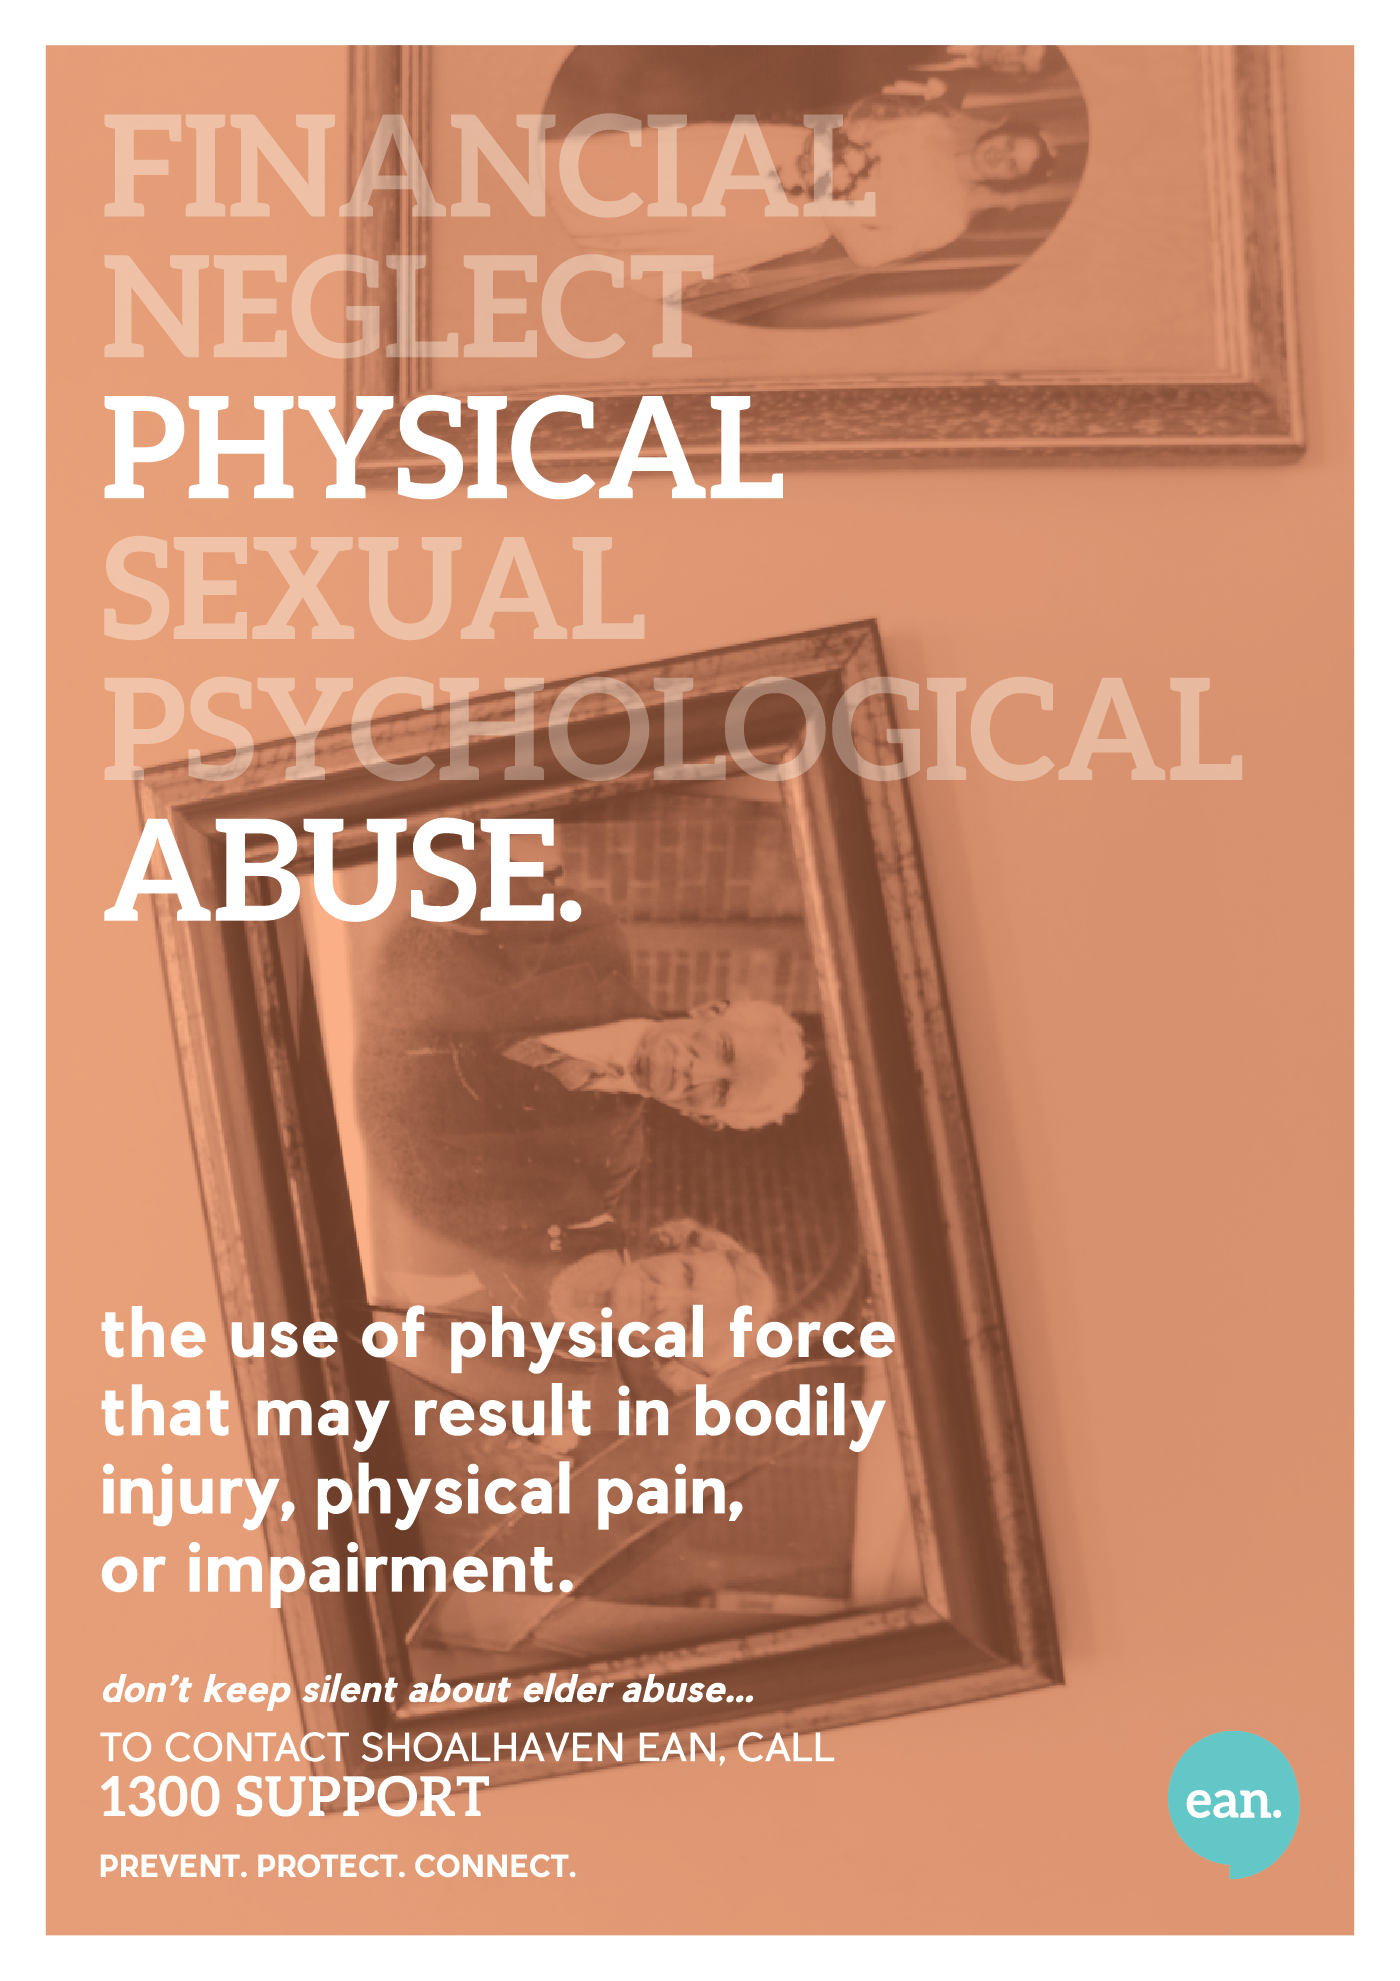 FINANCIAL
NEGLECT
PHYSICAL
SEXUAL
PSYCHOLOGICAL
ABUSE.
the use of physical force
that may result in bodily
injury, physical pain,
or impairment.
don't keep silent about elder abuse...
TO CONTACT SHOALHAVEN EAN, CALL
1300 SUPPORT
PREVENT. PROTECT. CONNECT.
ean.